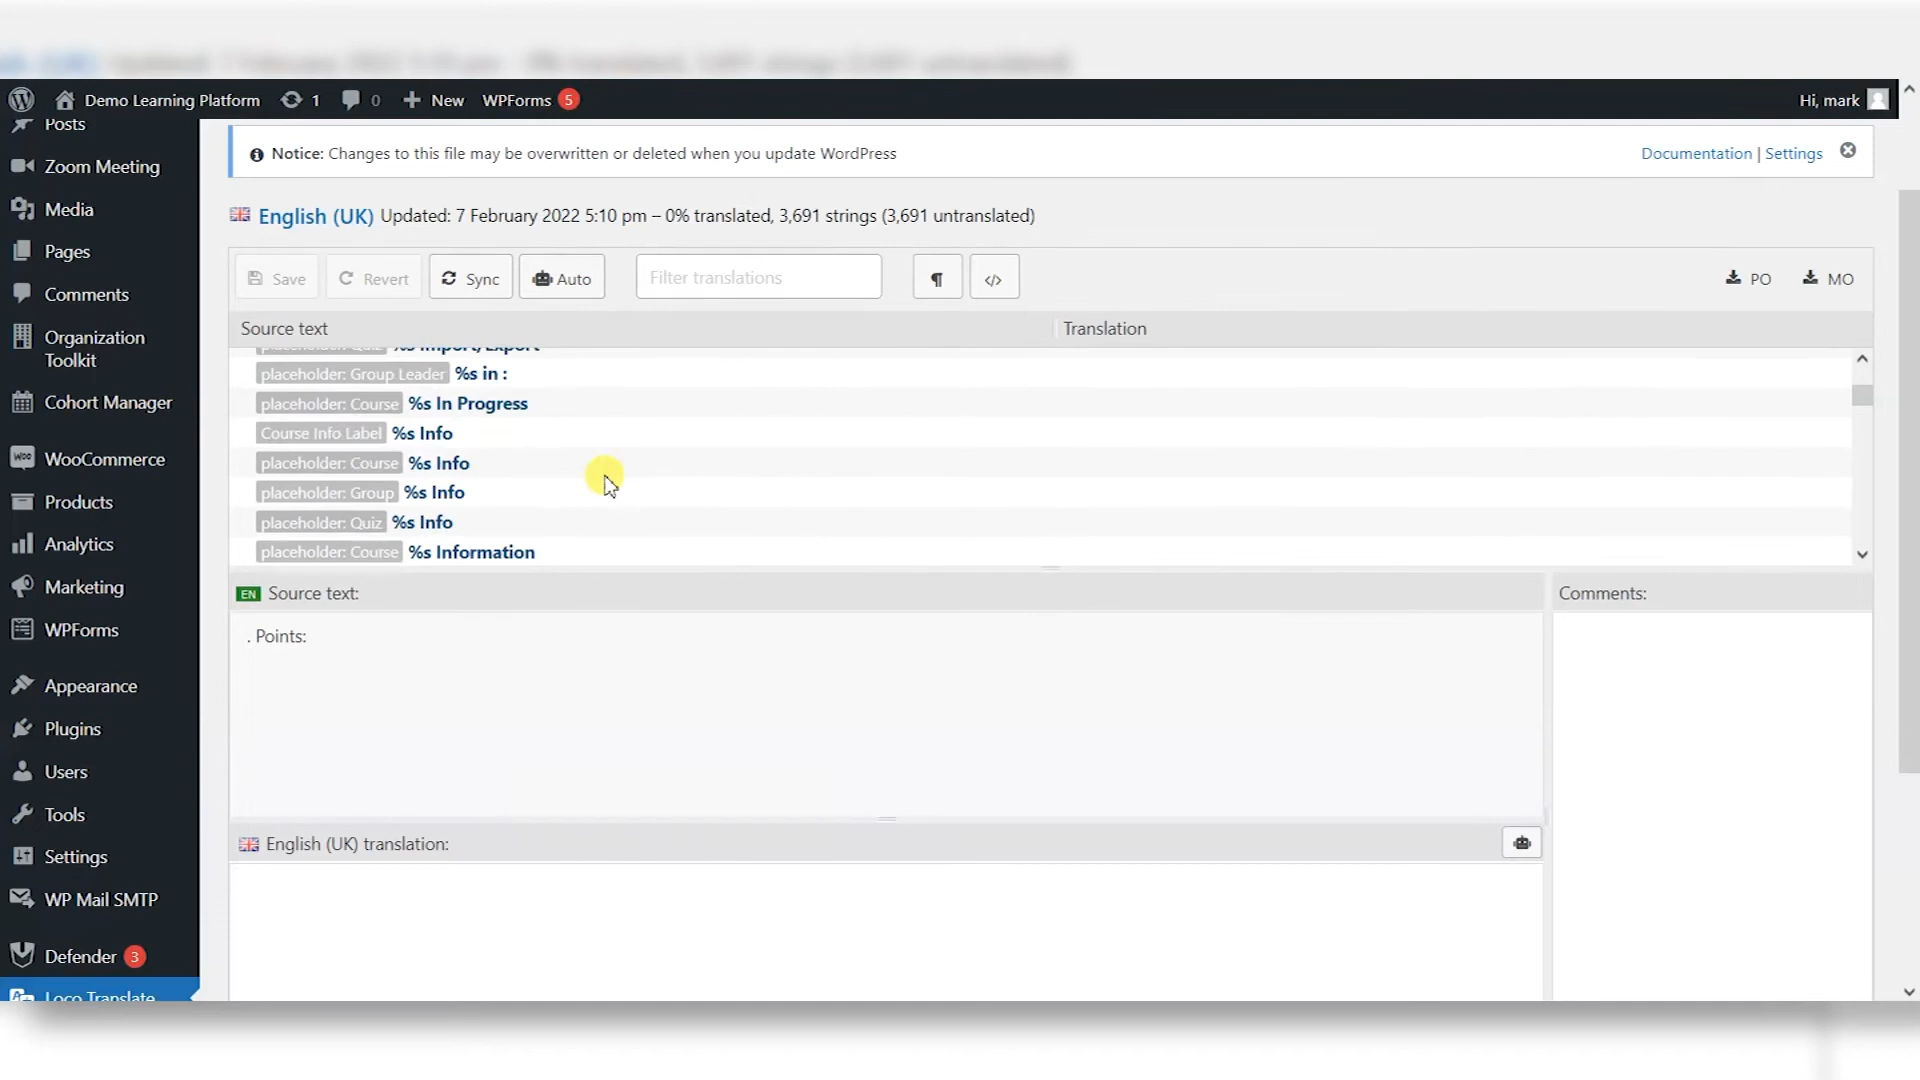 Demo Learning Platform 1 0 New WPForms 5 Hi, mark
Posts
Zoom Meeting
Media
Pages
Comments
Organization
Toolkit
Cohort Manager
WooCommerce
Products
Analytics
Marketing
WPForms
Appearance
Plugins
Users
Tools
Settings
WP Mail SMTP
Defender 3
Loco Translate
Notice: Changes to this file may be overwritten or deleted when you update WordPress
Documentation | Settings
English (UK) Updated: 7 February 2022 5:10 pm – 0% translated, 3,691 strings (3,691 untranslated)
Save Revert Sync Auto Filter translations ¶ </> PO MO
Source text Translation
placeholder: Quiz %s Import/Export
placeholder: Group Leader %s in :
placeholder: Course %s In Progress
Course Info Label %s Info
placeholder: Course %s Info
placeholder: Group %s Info
placeholder: Quiz %s Info
placeholder: Course %s Information
EN Source text: Comments:
. Points:
English (UK) translation: